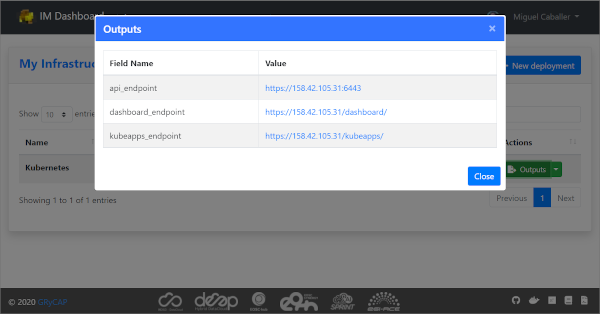 IM Dashboard
Miguel Caballer
Outputs
×
My Infrastruc
New deployment
Field Name Value
api_endpoint https://158.42.105.31:6443
dashboard_endpoint https://158.42.105.31/dashboard/
kubeapps_endpoint https://158.42.105.31/kubeapps/
Show 10 entries
Name Actions
Kubernetes Outputs
Close
Showing 1 to 1 of 1 entries
Previous 1 Next
© 2020 GRyCAP
deep
SPRINT